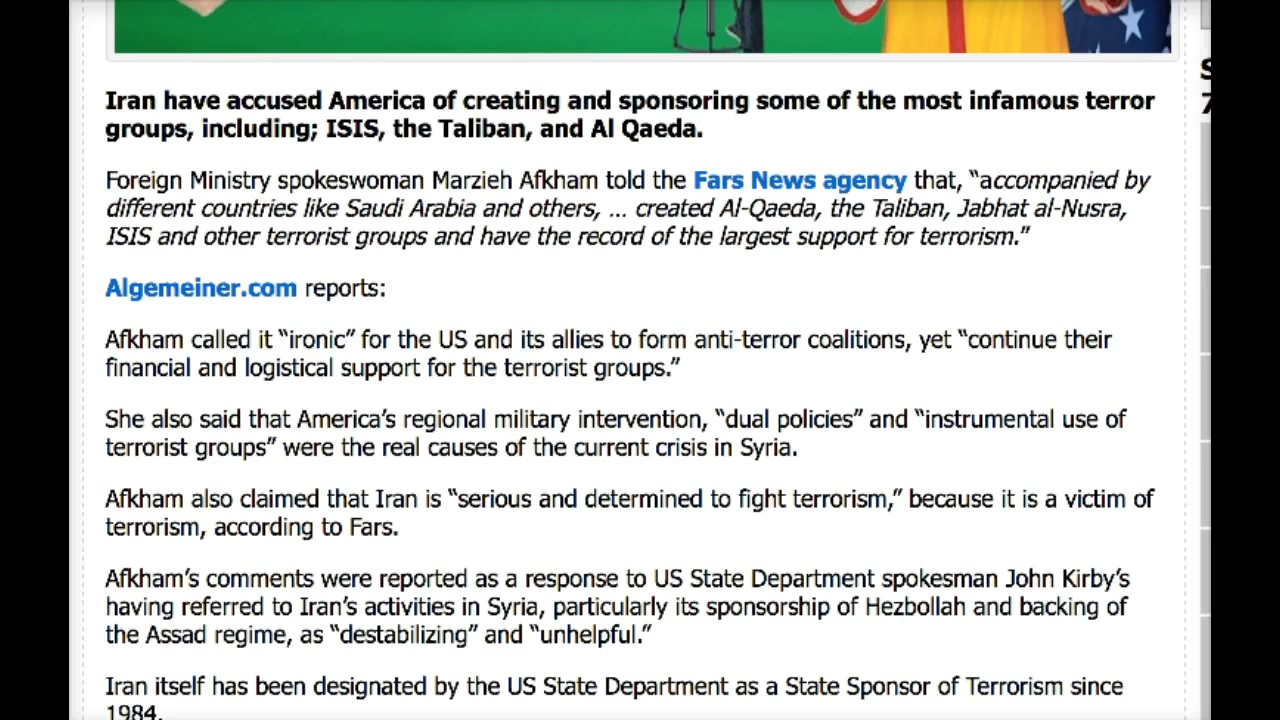 Iran have accused America of creating and sponsoring some of the most infamous terror
groups, including; ISIS, the Taliban, and Al Qaeda.
Foreign Ministry spokeswoman Marzieh Afkham told the Fars News agency that, “accompanied by
different countries like Saudi Arabia and others, ... created Al-Qaeda, the Taliban, Jabhat al-Nusra,
ISIS and other terrorist groups and have the record of the largest support for terrorism.”
Algemeiner.com reports:
Afkham called it “ironic” for the US and its allies to form anti-terror coalitions, yet “continue their
financial and logistical support for the terrorist groups.”
She also said that America’s regional military intervention, “dual policies” and “instrumental use of
terrorist groups” were the real causes of the current crisis in Syria.
Afkham also claimed that Iran is “serious and determined to fight terrorism,” because it is a victim of
terrorism, according to Fars.
Afkham’s comments were reported as a response to US State Department spokesman John Kirby’s
having referred to Iran’s activities in Syria, particularly its sponsorship of Hezbollah and backing of
the Assad regime, as “destabilizing” and “unhelpful.”
Iran itself has been designated by the US State Department as a State Sponsor of Terrorism since
1984.